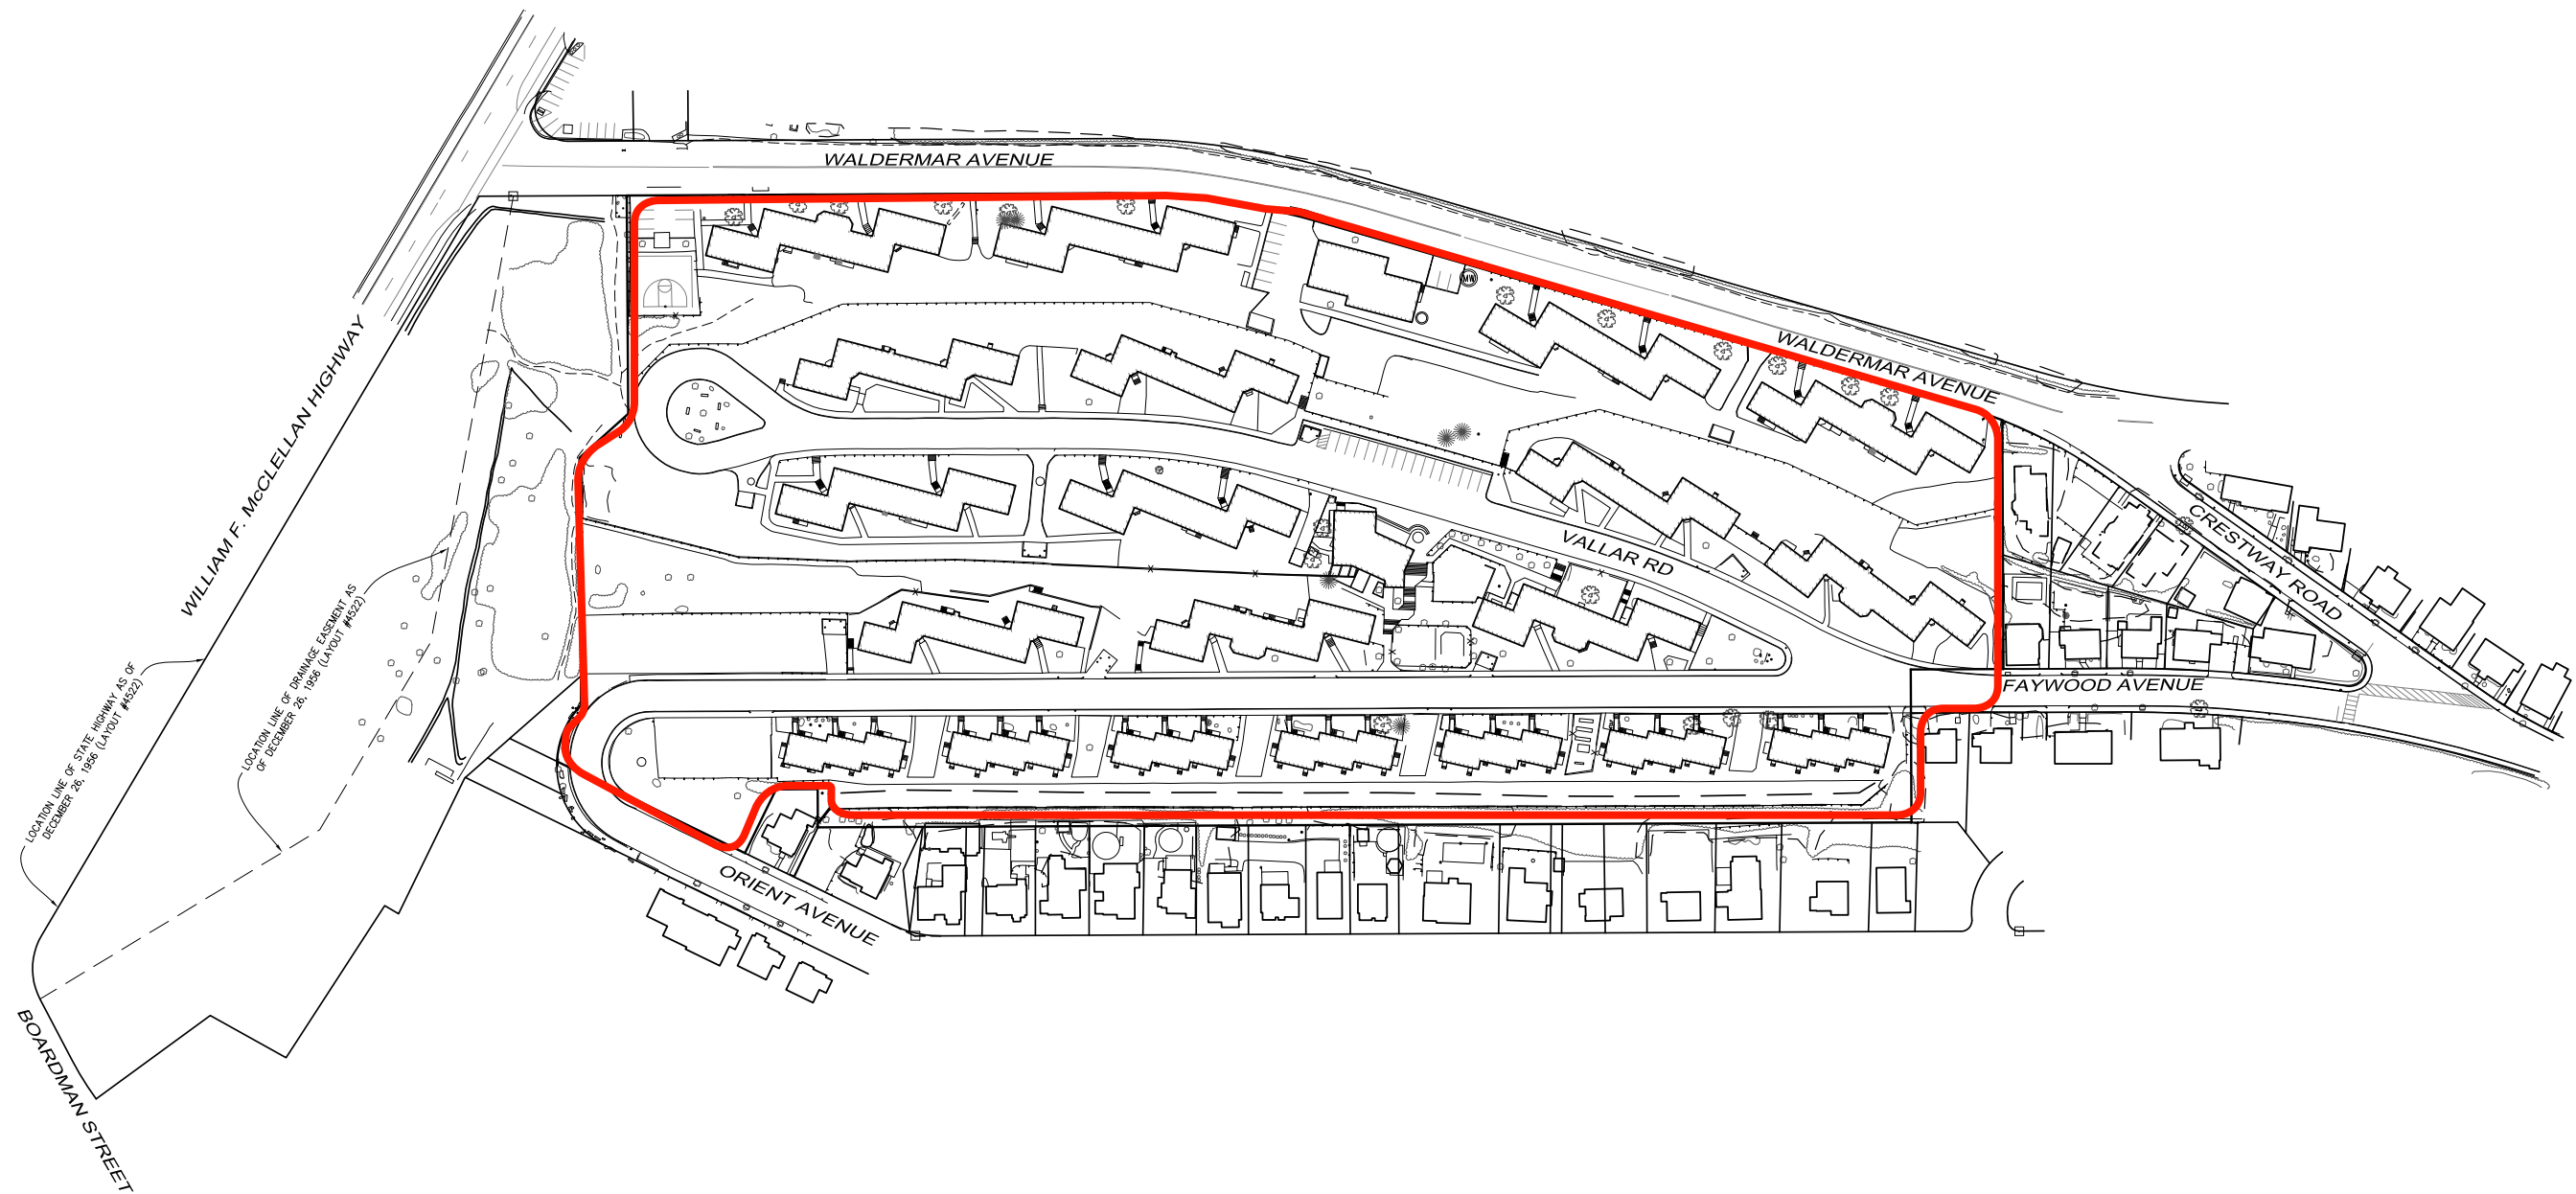 WALDERMAR AVENUE
WALDERMAR AVENUE
WILLIAM F. McCLELLAN HIGHWAY
MW
CRESTWAY ROAD
VALLAR RD
FAYWOOD AVENUE
LOCATION LINE OF DRAINAGE EASEMENT AS
OF DECEMBER 26, 1956 (LAYOUT #4522)
LOCATION LINE OF STATE HIGHWAY AS OF
DECEMBER 26, 1956 (LAYOUT #4522)
ORIENT AVENUE
BOARDMAN STREET